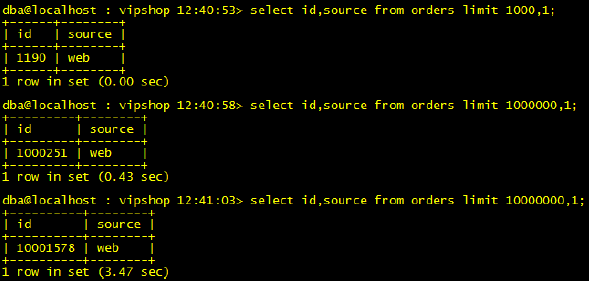 dba@localhost : vipshop 12:40:53> select id,source from orders limit 1000,1;
+------+--------+
| id   | source |
+------+--------+
| 1190 | web    |
+------+--------+
1 row in set (0.00 sec)
dba@localhost : vipshop 12:40:58> select id,source from orders limit 1000000,1;
+---------+--------+
| id      | source |
+---------+--------+
| 1000251 | web    |
+---------+--------+
1 row in set (0.43 sec)
dba@localhost : vipshop 12:41:03> select id,source from orders limit 10000000,1;
+----------+--------+
| id       | source |
+----------+--------+
| 10001578 | web    |
+----------+--------+
1 row in set (3.47 sec)